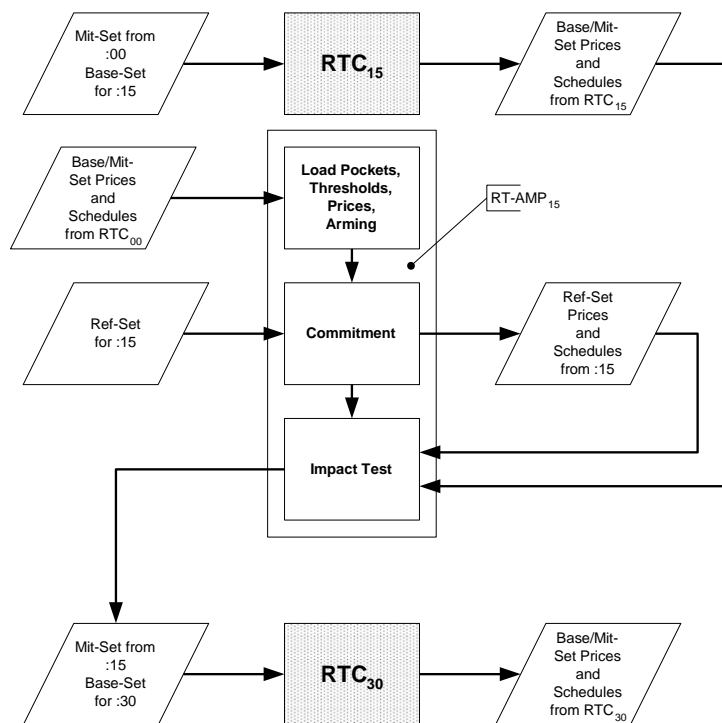 Mit-Set from
:00
Base-Set
for :15
RTC15
Base/Mit-
Set Prices
and
Schedules
from RTC15
Base/Mit-
Set Prices
and
Schedules
from RTC00
Load Pockets,
Thresholds,
Prices,
Arming
RT-AMP15
Ref-Set
for :15
Commitment
Ref-Set
Prices
and
Schedules
from :15
Impact Test
Mit-Set from
:15
Base-Set
for :30
RTC30
Base/Mit-
Set Prices
and
Schedules
from RTC30